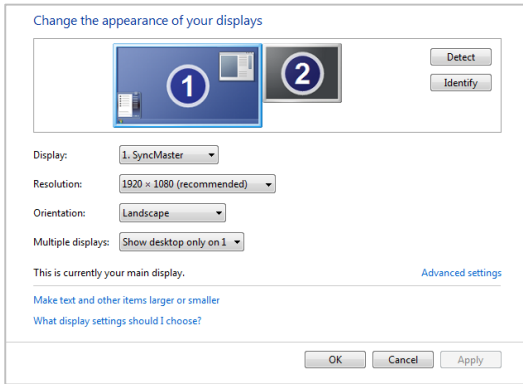 Change the appearance of your displays
1
2
Detect
Identify
Display:
1. SyncMaster
Resolution:
1920 × 1080 (recommended)
Orientation:
Landscape
Multiple displays:
Show desktop only on 1
This is currently your main display.
Advanced settings
Make text and other items larger or smaller
What display settings should I choose?
OK
Cancel
Apply